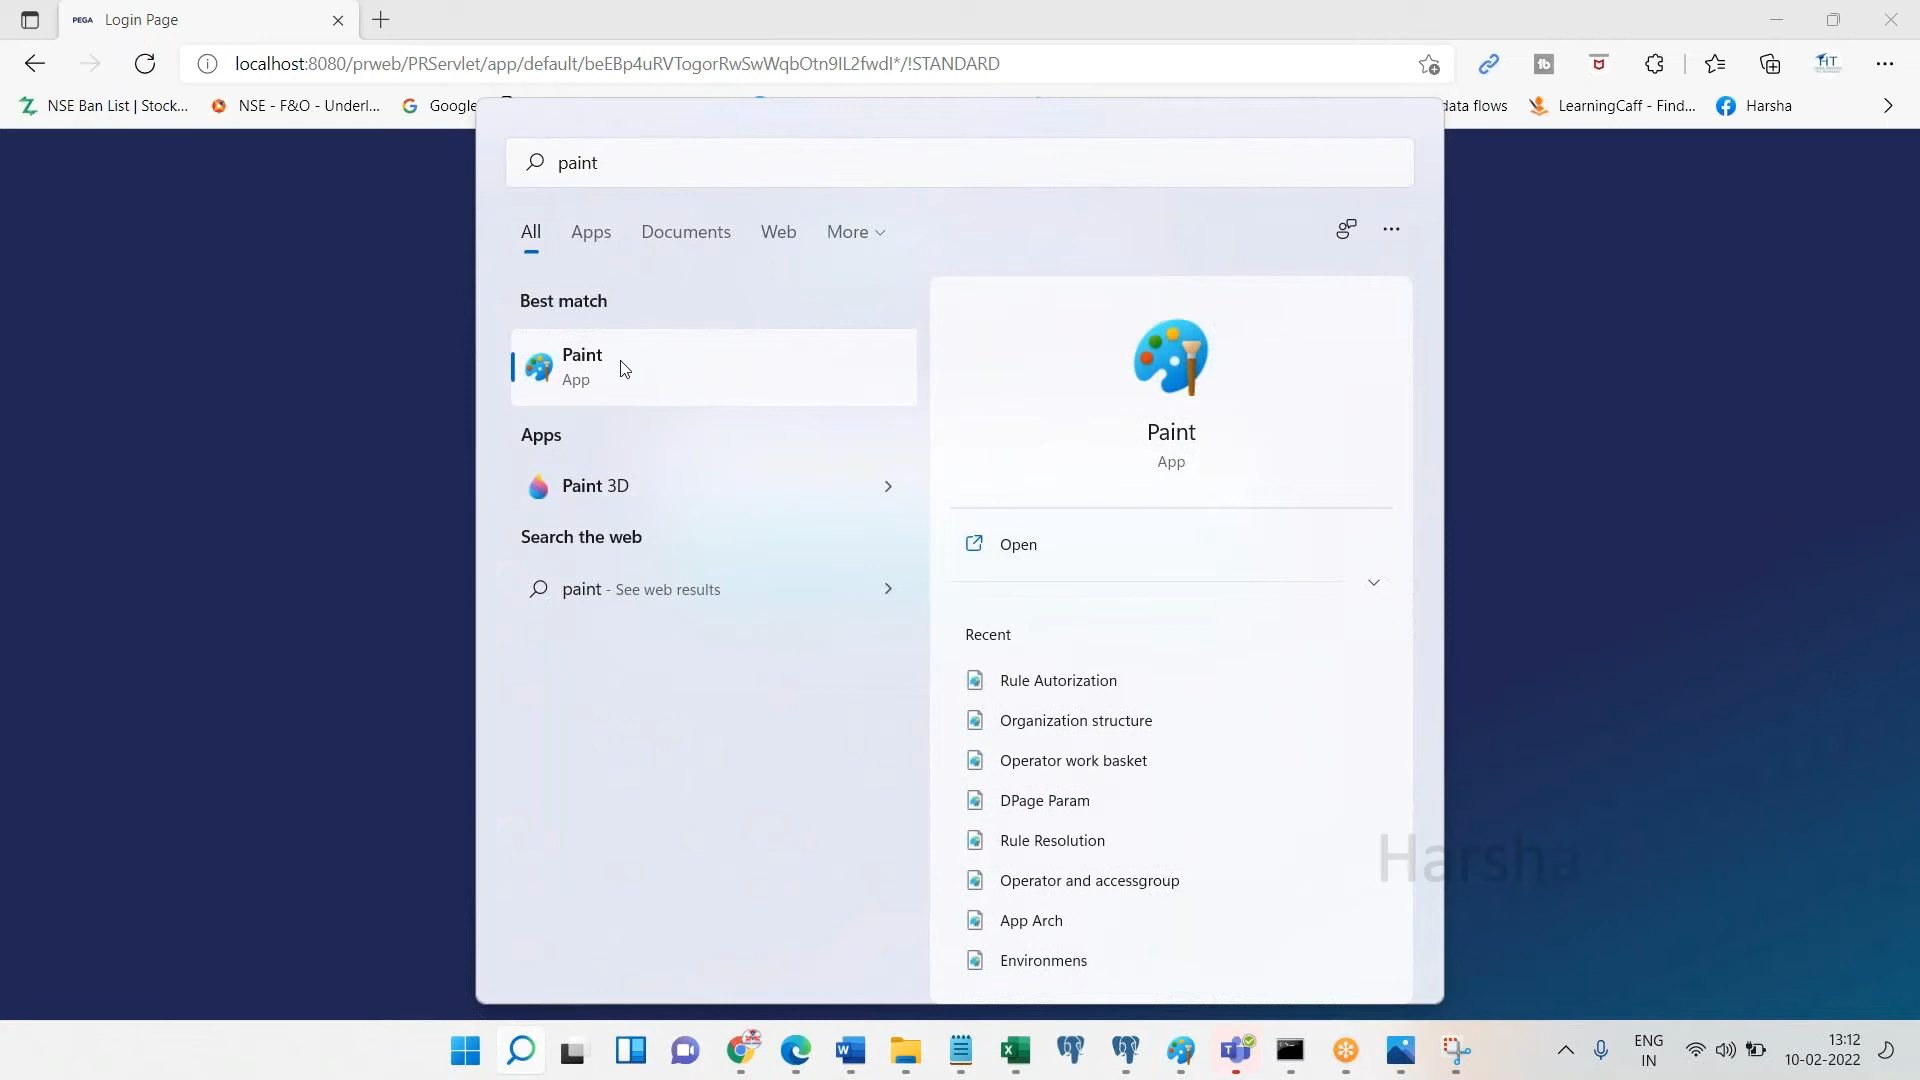 PEGA Login Page
localhost:8080/prweb/PRServlet/app/default/beEBp4uRVTogorRwSwWqbOtn9IL2fwdI*/!STANDARD
NSE Ban List | Stock... NSE - F&O - Underl... Google data flows LearningCaff - Find... Harsha
paint
All Apps Documents Web More
Best match
Paint
App
Apps
Paint 3D
Search the web
paint - See web results
Paint
App
Open
Recent
Rule Autorization
Organization structure
Operator work basket
DPage Param
Rule Resolution
Operator and accessgroup
App Arch
Environmens
Harsha
ENG
IN
13:12
10-02-2022